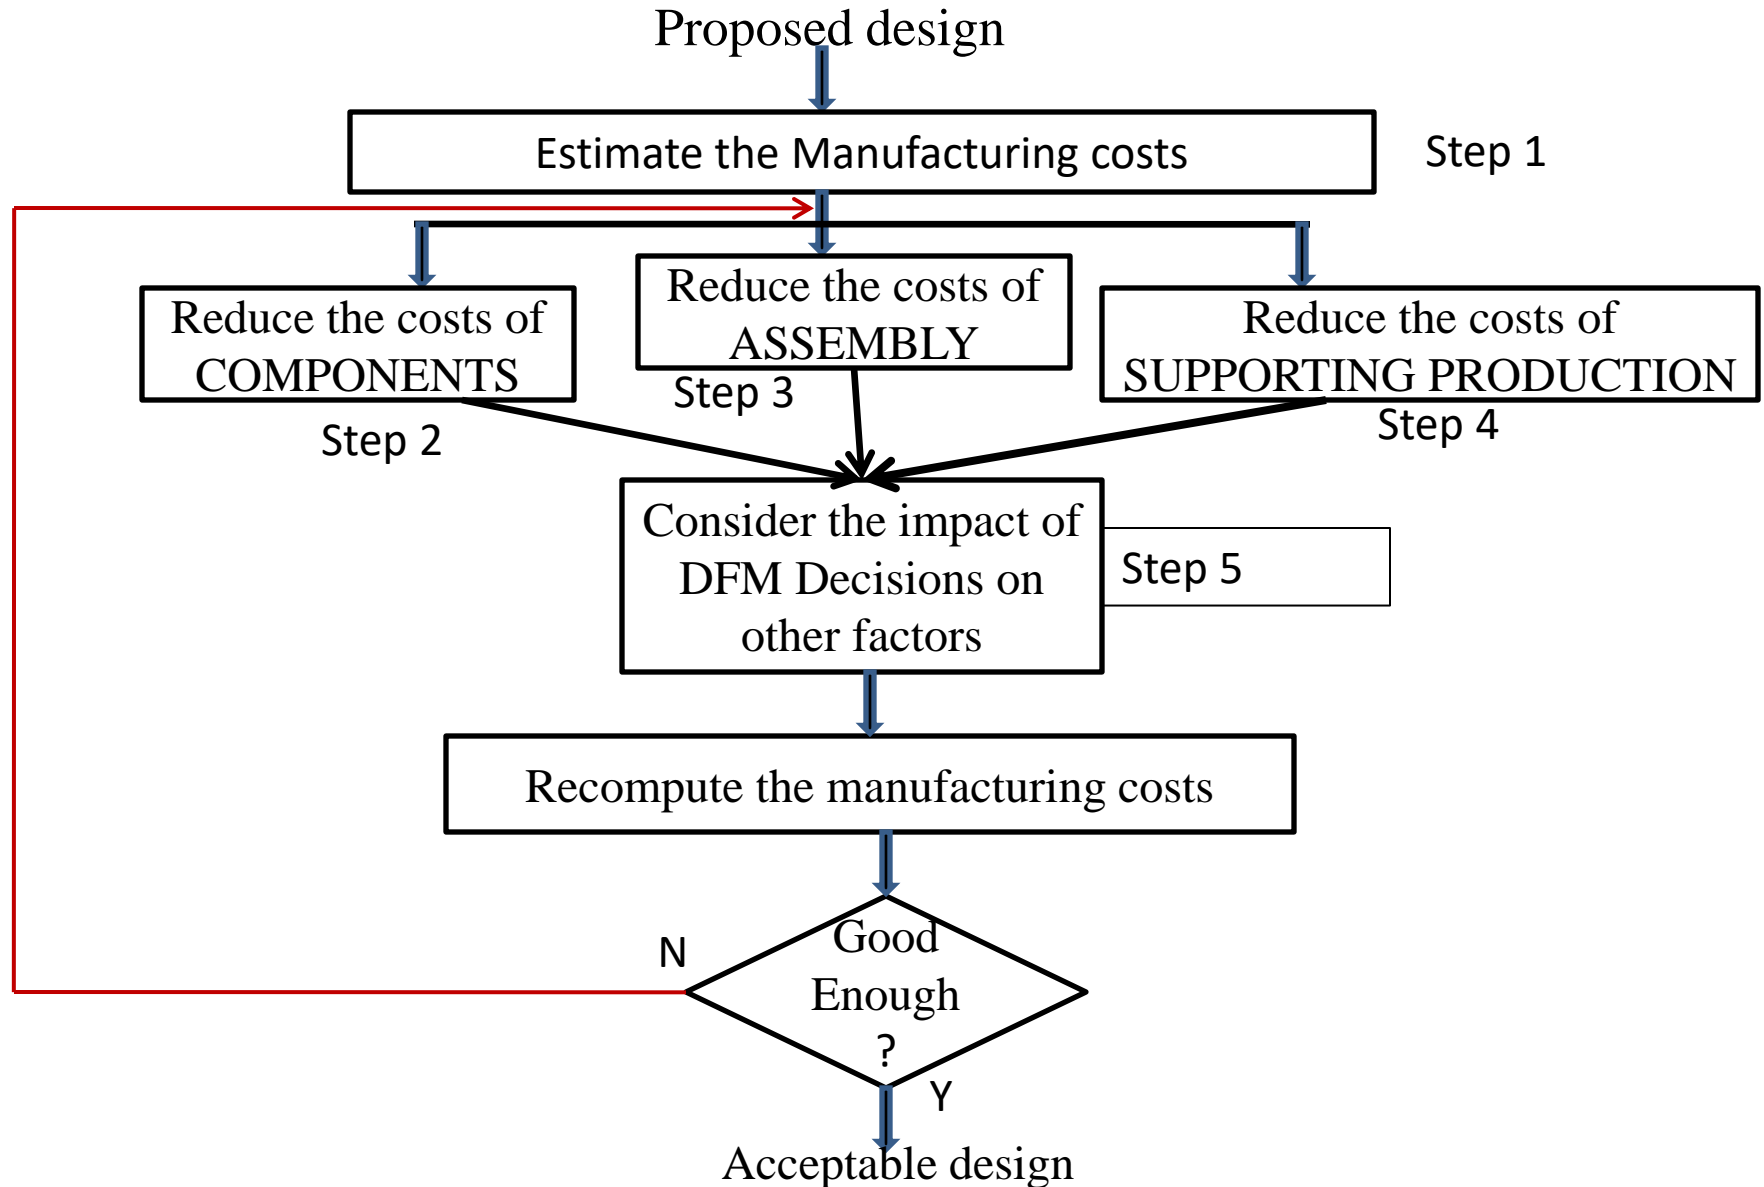 Proposed design
Estimate the Manufacturing costs
Step 1
Reduce the costs of
COMPONENTS
Step 2
Reduce the costs of
ASSEMBLY
Step 3
Reduce the costs of
SUPPORTING PRODUCTION
Step 4
Consider the impact of
DFM Decisions on
other factors
Step 5
Recompute the manufacturing costs
Good
Enough
?
N
Y
Acceptable design